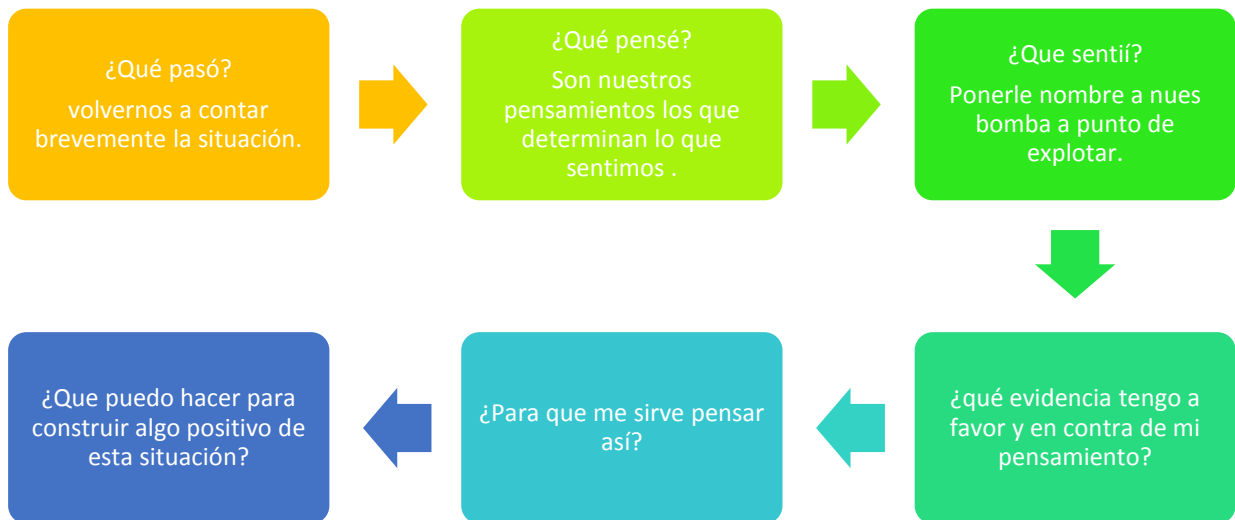 ¿Qué pasó?
volvernos a contar
brevemente la situación.
¿Qué pensé?
Son nuestros
pensamientos los que
determinan lo que
sentimos .
¿Que sentií?
Ponerle nombre a nues
bomba a punto de
explotar.
¿qué evidencia tengo a
favor y en contra de mi
pensamiento?
¿Para que me sirve pensar
así?
¿Que puedo hacer para
construir algo positivo de
esta situación?